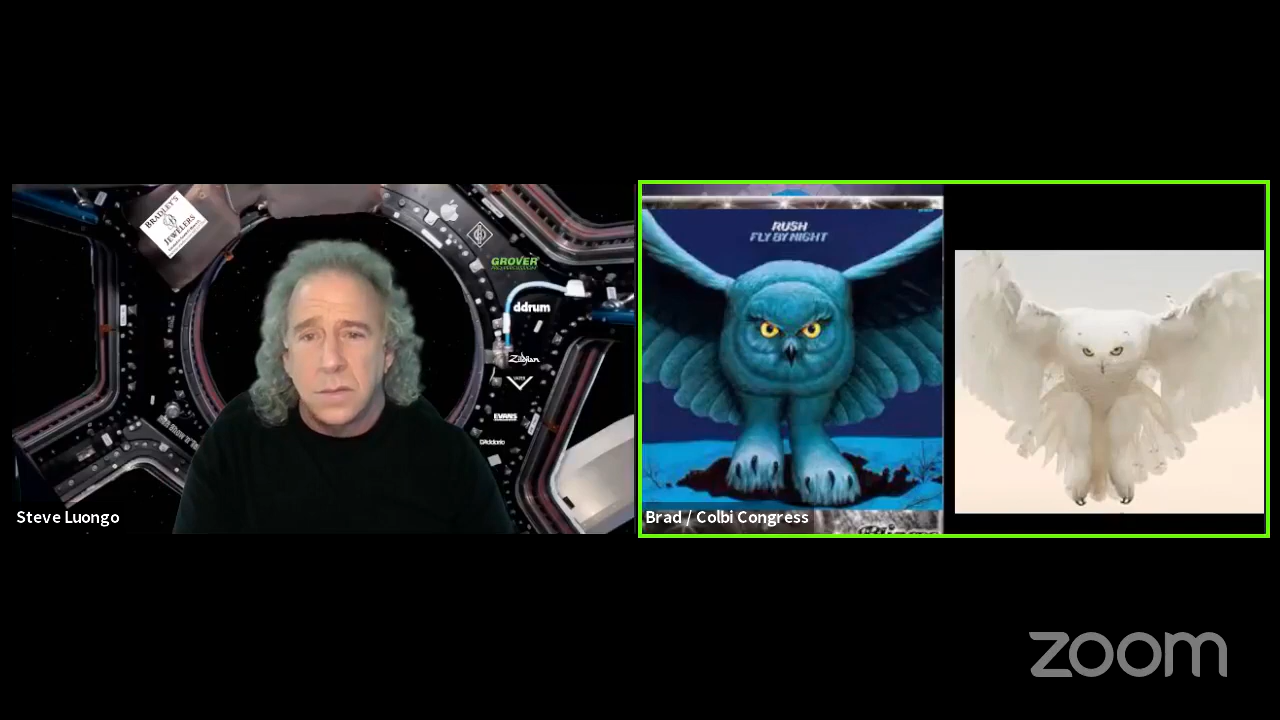 BRADLEY'S
JEWELERS
GROVER
ddrum
Zildjian
EVANS
D'Addario
Steve Luongo
RUSH
FLY BY NIGHT
Brad / Colbi Congress
zoom